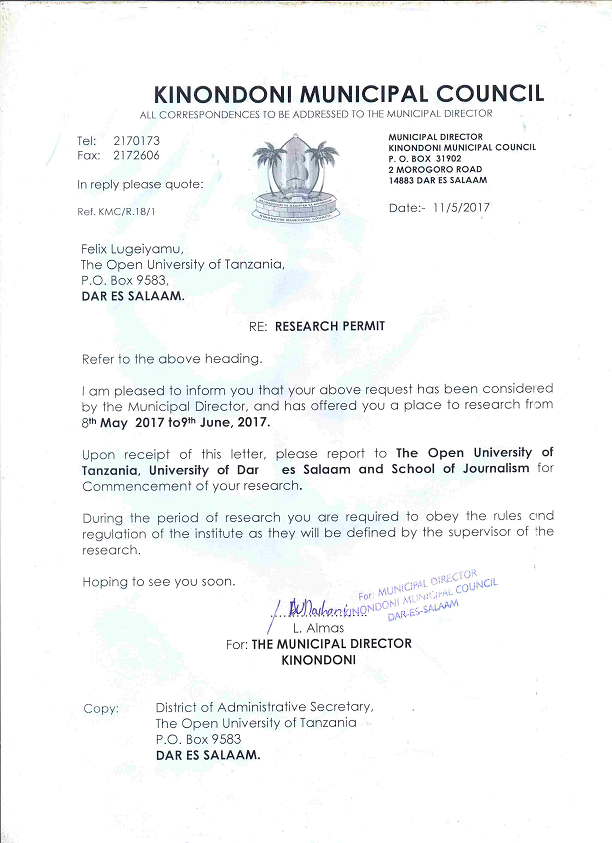 KINONDONI MUNICIPAL COUNCIL
ALL CORRESPONDENCES TO BE ADDRESSED TO THE MUNICIPAL DIRECTOR
Tel: 2170173
Fax: 2172606
In reply please quote:
Ref. KMC/R.18/1
MUNICIPAL DIRECTOR
KINONDONI MUNICIPAL COUNCIL
P. O. BOX 31902
2 MOROGORO ROAD
14883 DAR ES SALAAM
Date:- 11/5/2017
KINONDONI MUNICIPAL COUNCIL
Felix Lugeiyamu,
The Open University of Tanzania,
P.O. Box 9583,
DAR ES SALAAM.
RE: RESEARCH PERMIT
Refer to the above heading.
I am pleased to inform you that your above request has been considered
by the Municipal Director, and has offered you a place to research from
8th May 2017 to9th June, 2017.
Upon receipt of this letter, please report to The Open University of
Tanzania, University of Dar es Salaam and School of Journalism for
Commencement of your research.
During the period of research you are required to obey the rules and
regulation of the institute as they will be defined by the supervisor of the
research.
Hoping to see you soon.
For: MUNICIPAL DIRECTOR
KINONDONI MUNICIPAL COUNCIL
DAR-ES-SALAAM
L. Almas
For: THE MUNICIPAL DIRECTOR
KINONDONI
Copy: District of Administrative Secretary,
The Open University of Tanzania
P.O. Box 9583
DAR ES SALAAM.